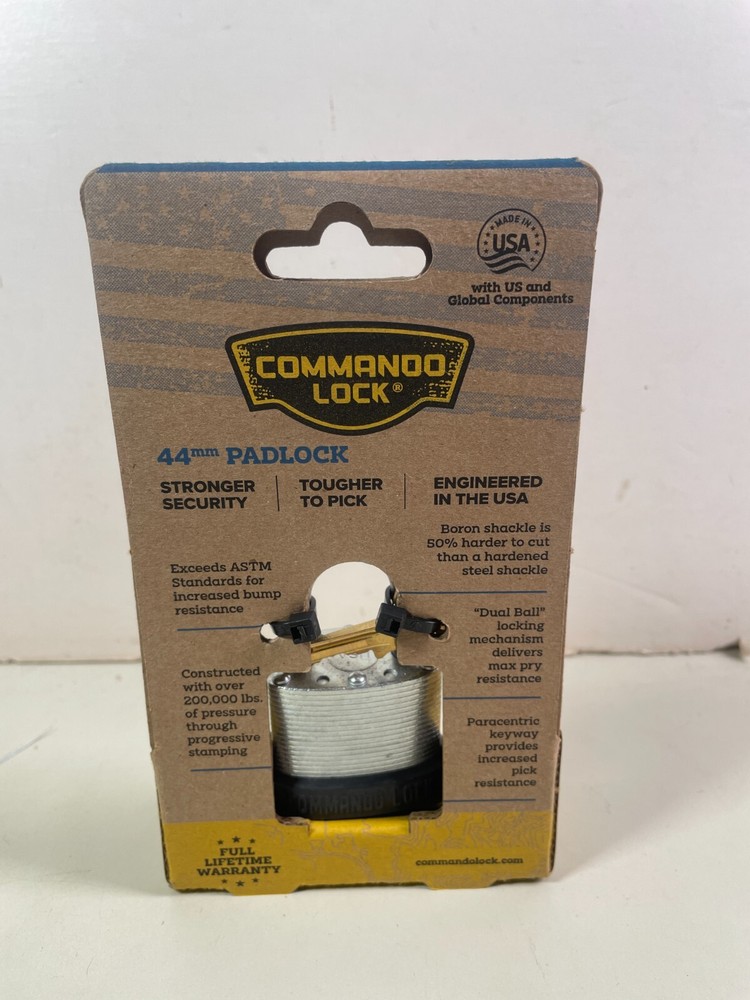 MADE IN
USA
with US and
Global Components
COMMANDO
LOCK®
44mm PADLOCK
STRONGER
SECURITY
TOUGHER
TO PICK
ENGINEERED
IN THE USA
Boron shackle is
50% harder to cut
than a hardened
steel shackle
Exceeds ASTM
Standards for
increased bump
resistance
"Dual Ball"
locking
mechanism
delivers
max pry
resistance
Constructed
with over
200,000 lbs.
of pressure
through
progressive
stamping
Paracentric
keyway
provides
increased
pick
resistance
COMMANDO LOCK
FULL
LIFETIME
WARRANTY
commandolock.com